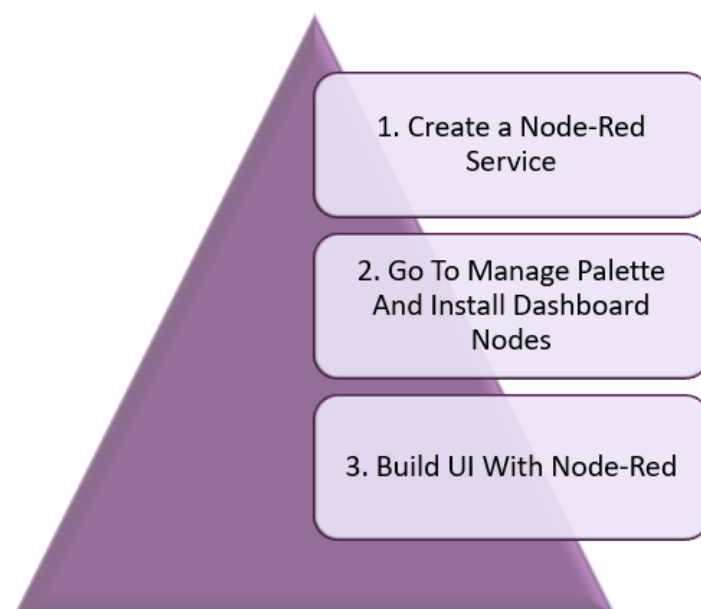 1. Create a Node-Red
Service
2. Go To Manage Palette
And Install Dashboard
Nodes
3. Build UI With Node-Red